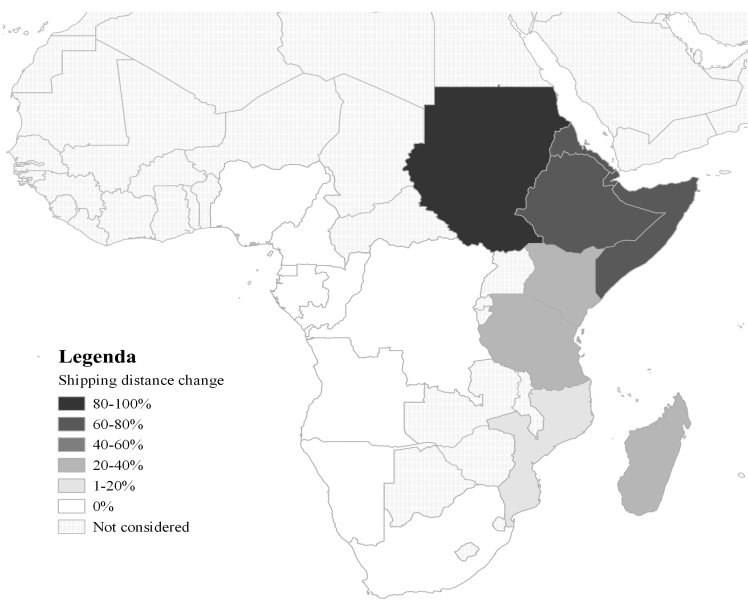 Legenda
Shipping distance change
80-100%
60-80%
40-60%
20-40%
1-20%
0%
Not considered